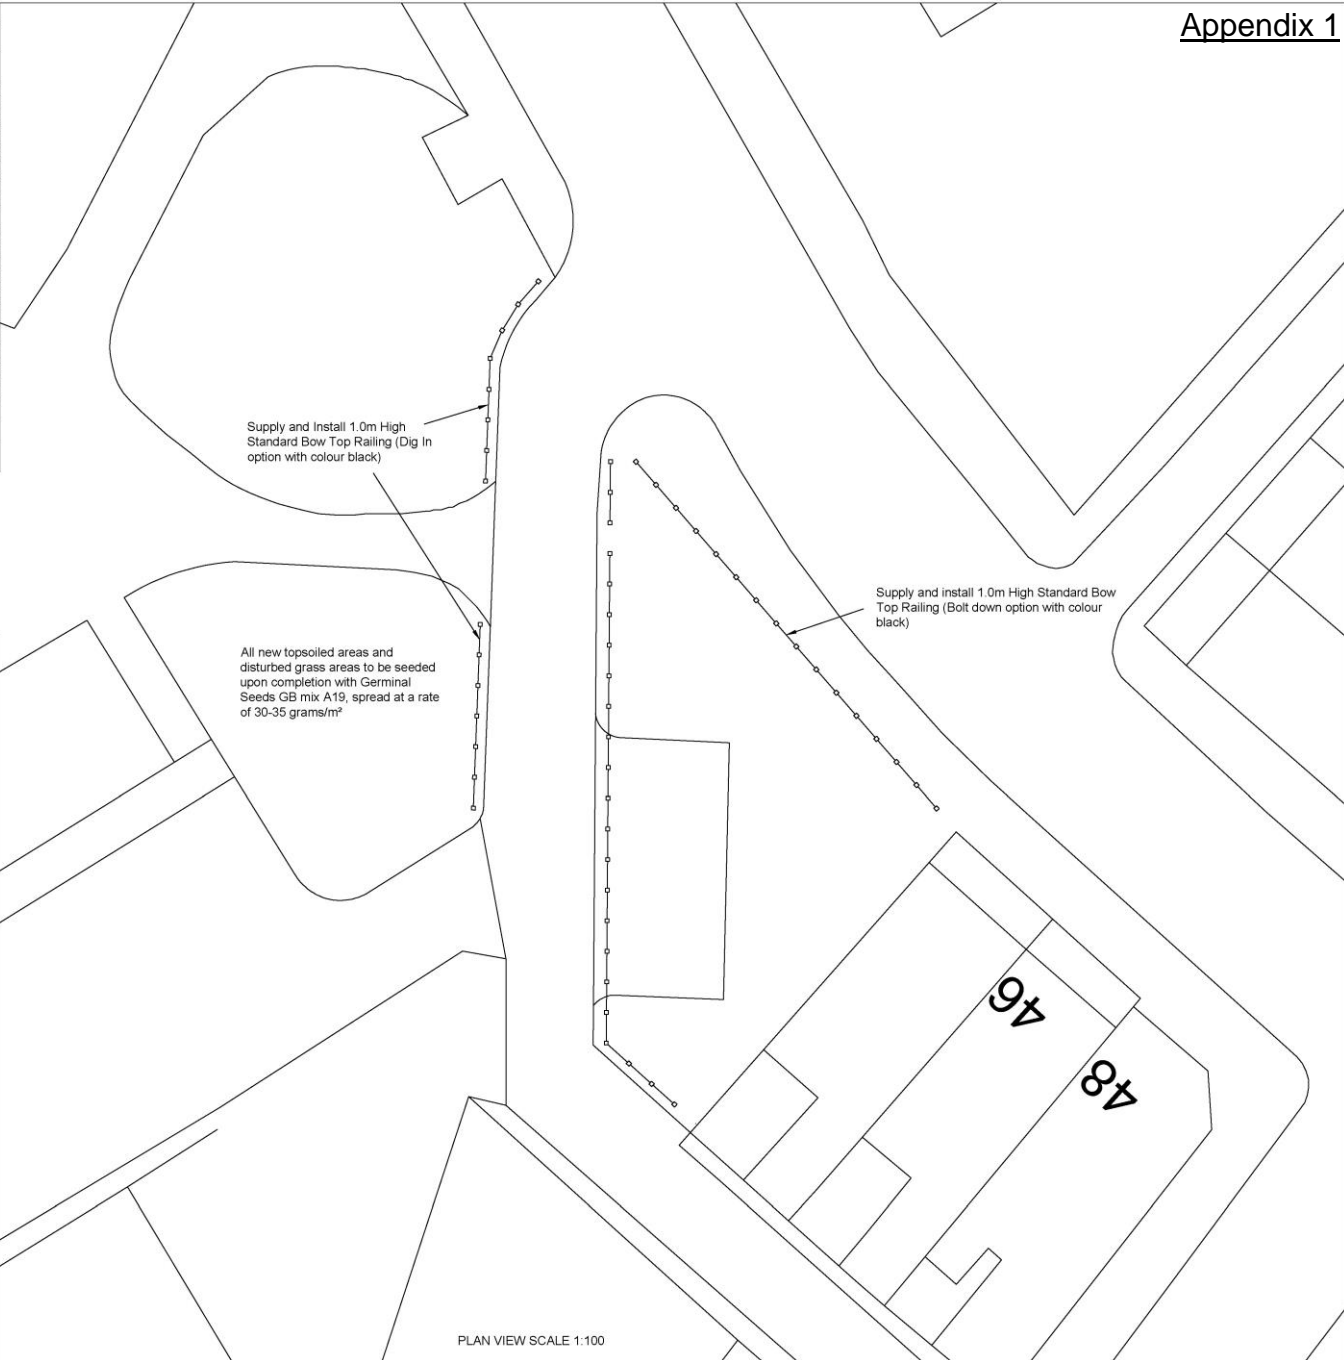 Appendix 1
Supply and Install 1.0m High
Standard Bow Top Railing (Dig In
option with colour black)
Supply and install 1.0m High Standard Bow
Top Railing (Bolt down option with colour
black)
All new topsoiled areas and
disturbed grass areas to be seeded
upon completion with Germinal
Seeds GB mix A19, spread at a rate
of 30-35 grams/m²
46
48
PLAN VIEW SCALE 1:100